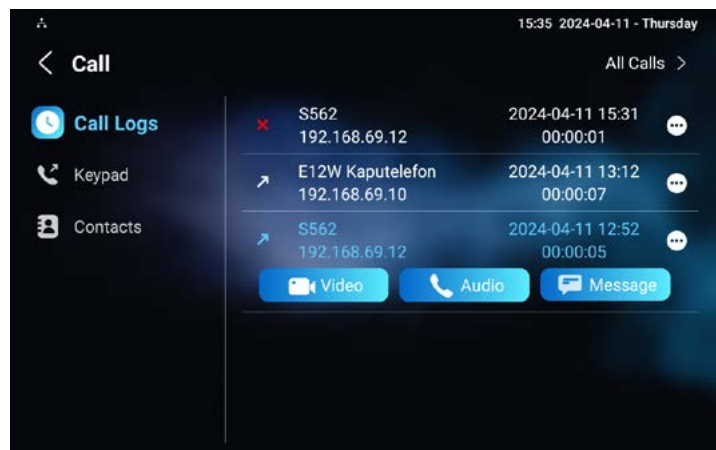 15:35 2024-04-11 - Thursday
Call
All Calls
Call Logs
Keypad
Contacts
S562 2024-04-11 15:31
192.168.69.12 00:00:01
E12W Kaputelefon 2024-04-11 13:12
192.168.69.10 00:00:07
S562 2024-04-11 12:52
192.168.69.12 00:00:05
Video Audio Message